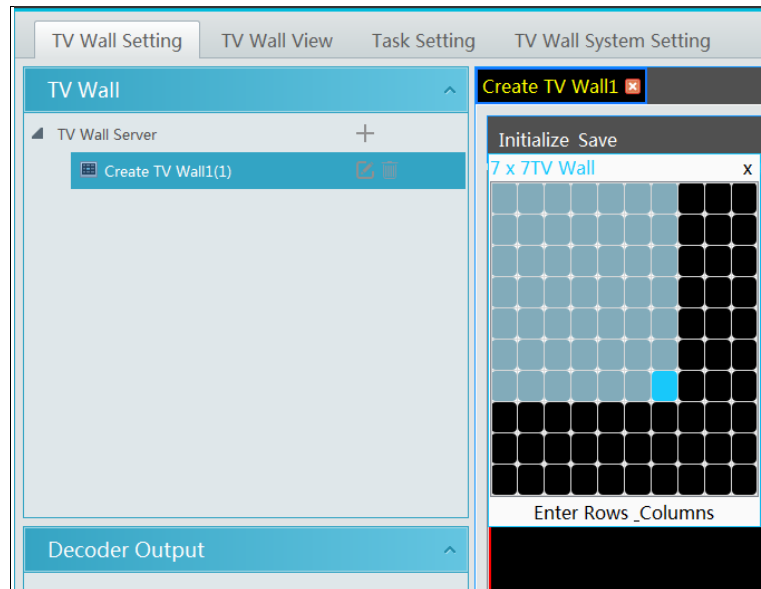 TV Wall Setting TV Wall View Task Setting TV Wall System Setting
TV Wall
TV Wall Server
Create TV Wall1(1)
Decoder Output
Create TV Wall1
Initialize Save
7 x 7TV Wall x
Enter Rows _Columns